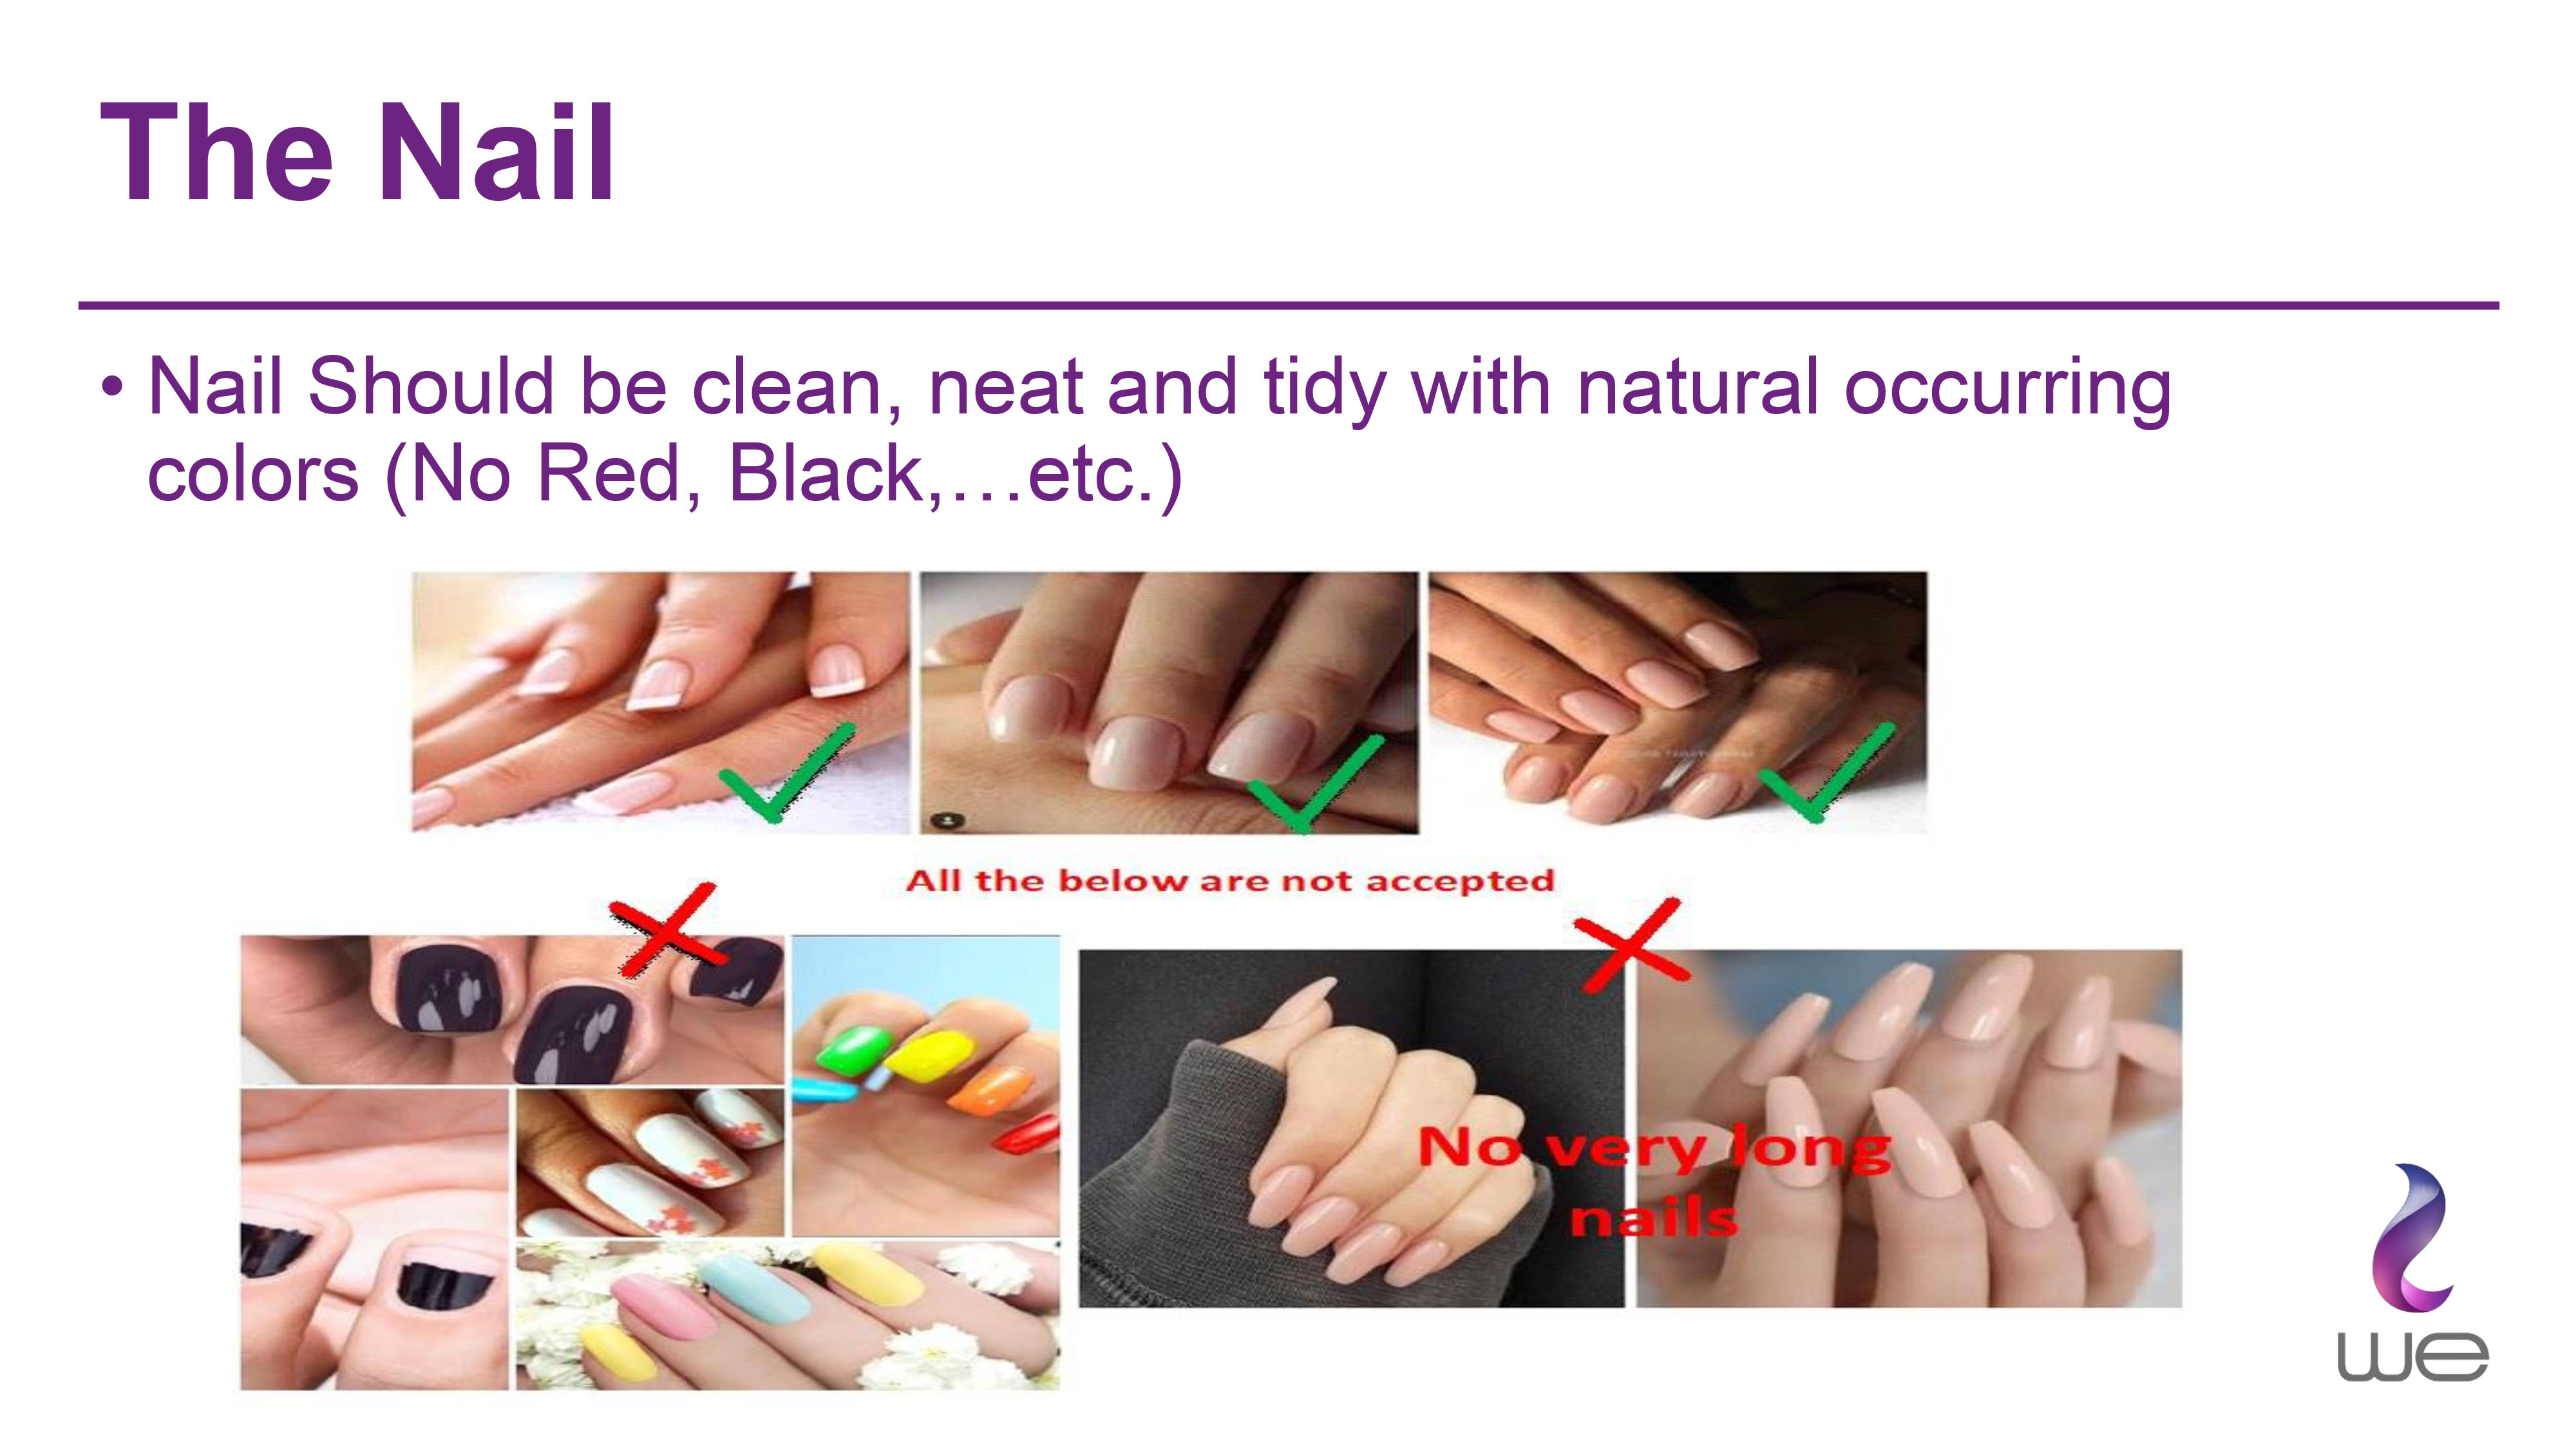 The Nail
• Nail Should be clean, neat and tidy with natural occurring
colors (No Red, Black,…etc.)
All the below are not accepted
No very long
nails
we